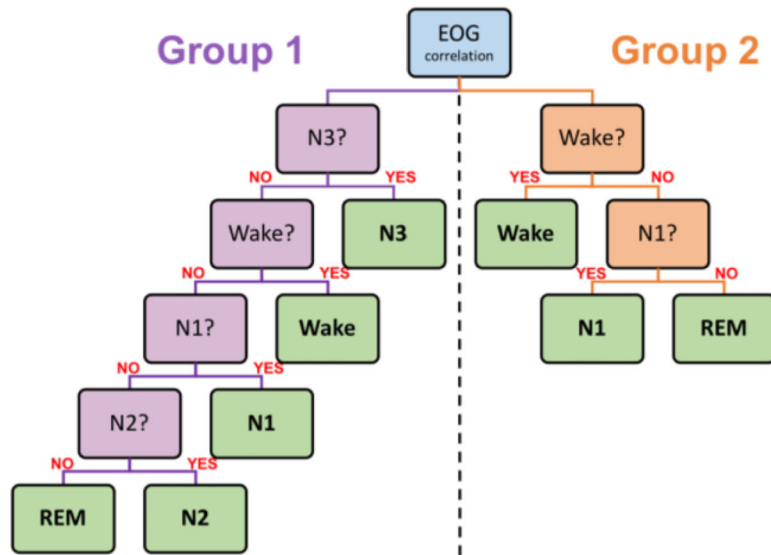 Group 1
EOG
correlation
Group 2
N3?
Wake?
NO
YES
YES
NO
Wake?
N3
Wake
N1?
NO
YES
YES
NO
N1?
Wake
N1
REM
NO
YES
N2?
N1
NO
YES
REM
N2